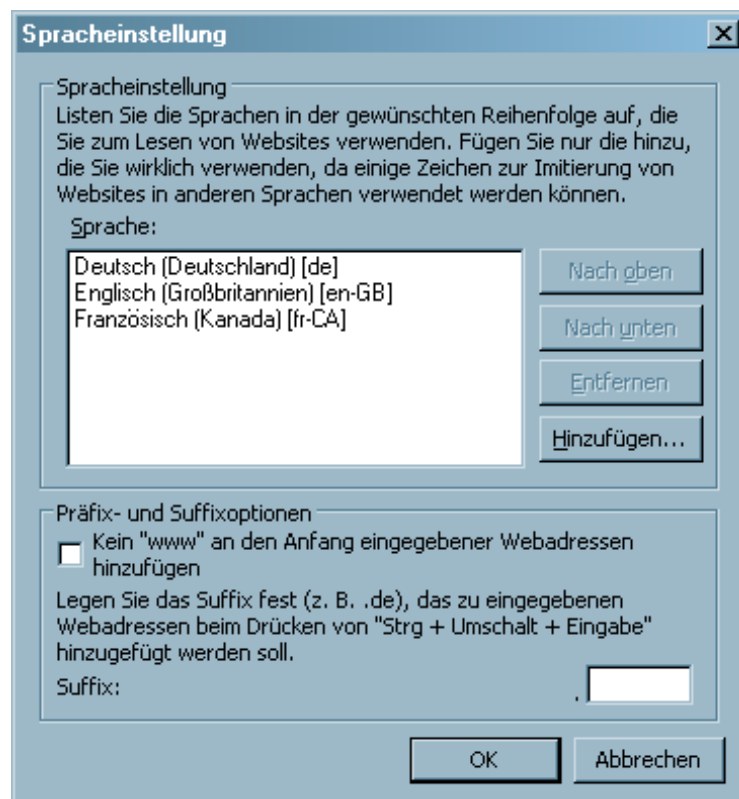 Spracheinstellung
Spracheinstellung
Listen Sie die Sprachen in der gewünschten Reihenfolge auf, die
Sie zum Lesen von Websites verwenden. Fügen Sie nur die hinzu,
die Sie wirklich verwenden, da einige Zeichen zur Imitierung von
Websites in anderen Sprachen verwendet werden können.
Sprache:
Deutsch (Deutschland) [de]
Englisch (Großbritannien) [en-GB]
Französisch (Kanada) [fr-CA]
Nach oben
Nach unten
Entfernen
Hinzufügen...
Präfix- und Suffixoptionen
Kein "www" an den Anfang eingegebener Webadressen
hinzufügen
Legen Sie das Suffix fest (z. B. .de), das zu eingegebenen
Webadressen beim Drücken von "Strg + Umschalt + Eingabe"
hinzugefügt werden soll.
Suffix: .
OK Abbrechen